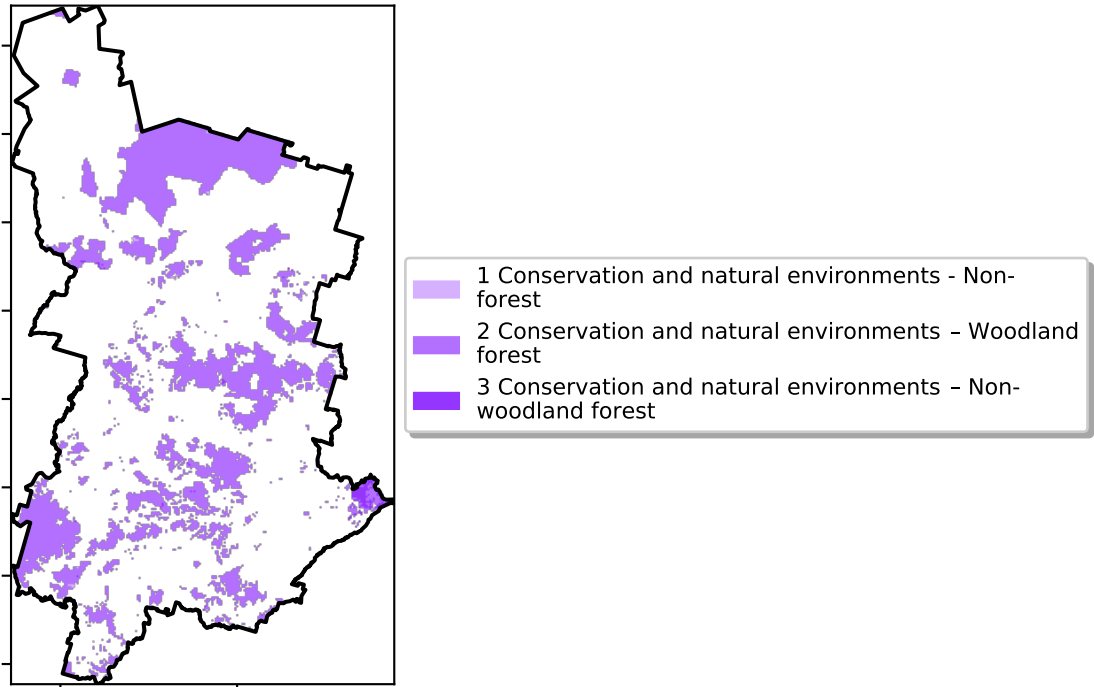 1 Conservation and natural environments - Non-
forest
2 Conservation and natural environments – Woodland
forest
3 Conservation and natural environments – Non-
woodland forest